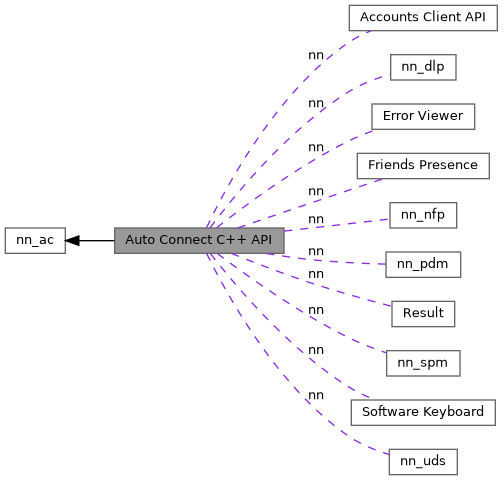 Accounts Client API
nn
nn_dlp
nn
Error Viewer
nn
Friends Presence
nn
nn_nfp
nn
nn_ac
Auto Connect C++ API
nn
nn_pdm
nn
Result
nn
nn_spm
nn
Software Keyboard
nn
nn_uds